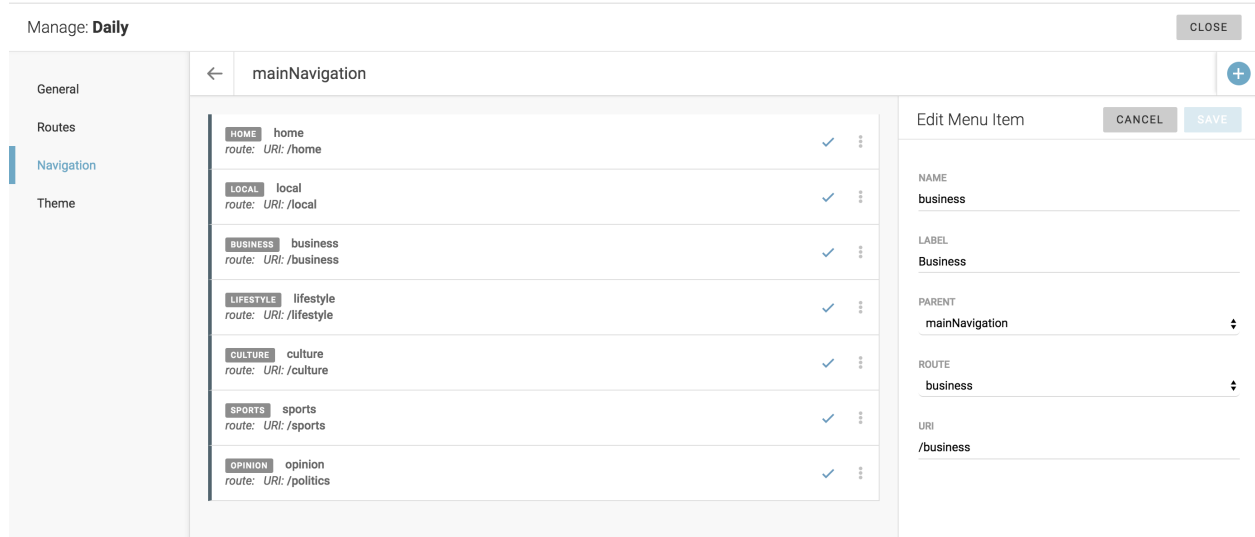 Manage: Daily
CLOSE
General
Routes
Navigation
Theme
mainNavigation
HOME home
route: URI: /home
LOCAL local
route: URI: /local
BUSINESS business
route: URI: /business
LIFESTYLE lifestyle
route: URI: /lifestyle
CULTURE culture
route: URI: /culture
SPORTS sports
route: URI: /sports
OPINION opinion
route: URI: /politics
Edit Menu Item
CANCEL
SAVE
NAME
business
LABEL
Business
PARENT
mainNavigation
ROUTE
business
URI
/business